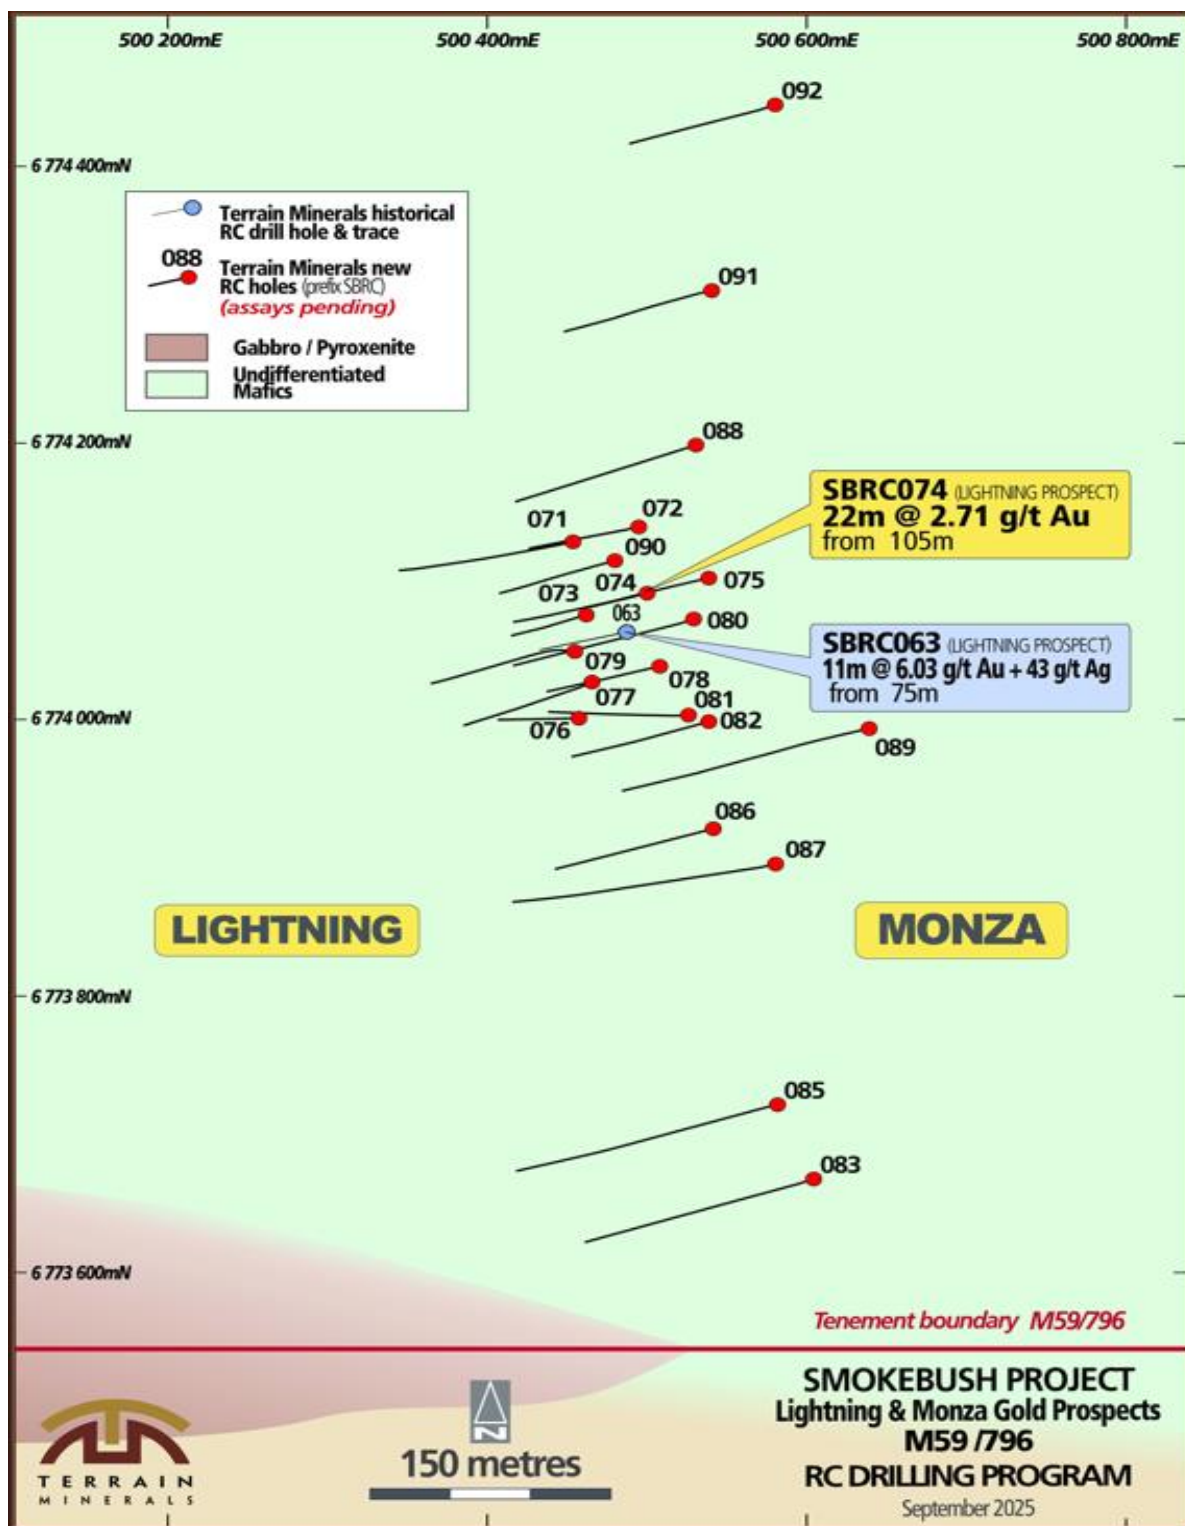 500 200mE 500 400mE 500 600mE 500 800mE
092
6 774 400mN
Terrain Minerals historical
RC drill hole & trace
088
Terrain Minerals new
RC holes (prefix SBRC)
(assays pending)
Gabbro / Pyroxenite
Undifferentiated
Mafics
091
6 774 200mN
088
SBRC074 (LIGHTNING PROSPECT)
22m @ 2.71 g/t Au
from 105m
071
072
090
073
074
075
063
080
SBRC063 (LIGHTNING PROSPECT)
11m @ 6.03 g/t Au + 43 g/t Ag
from 75m
079
078
077
081
6 774 000mN
076
082
089
086
087
LIGHTNING
MONZA
6 773 800mN
085
083
6 773 600mN
Tenement boundary M59/796
SMOKEBUSH PROJECT
Lightning & Monza Gold Prospects
M59 /796
RC DRILLING PROGRAM
September 2025
N
150 metres
TERRAIN
MINERALS